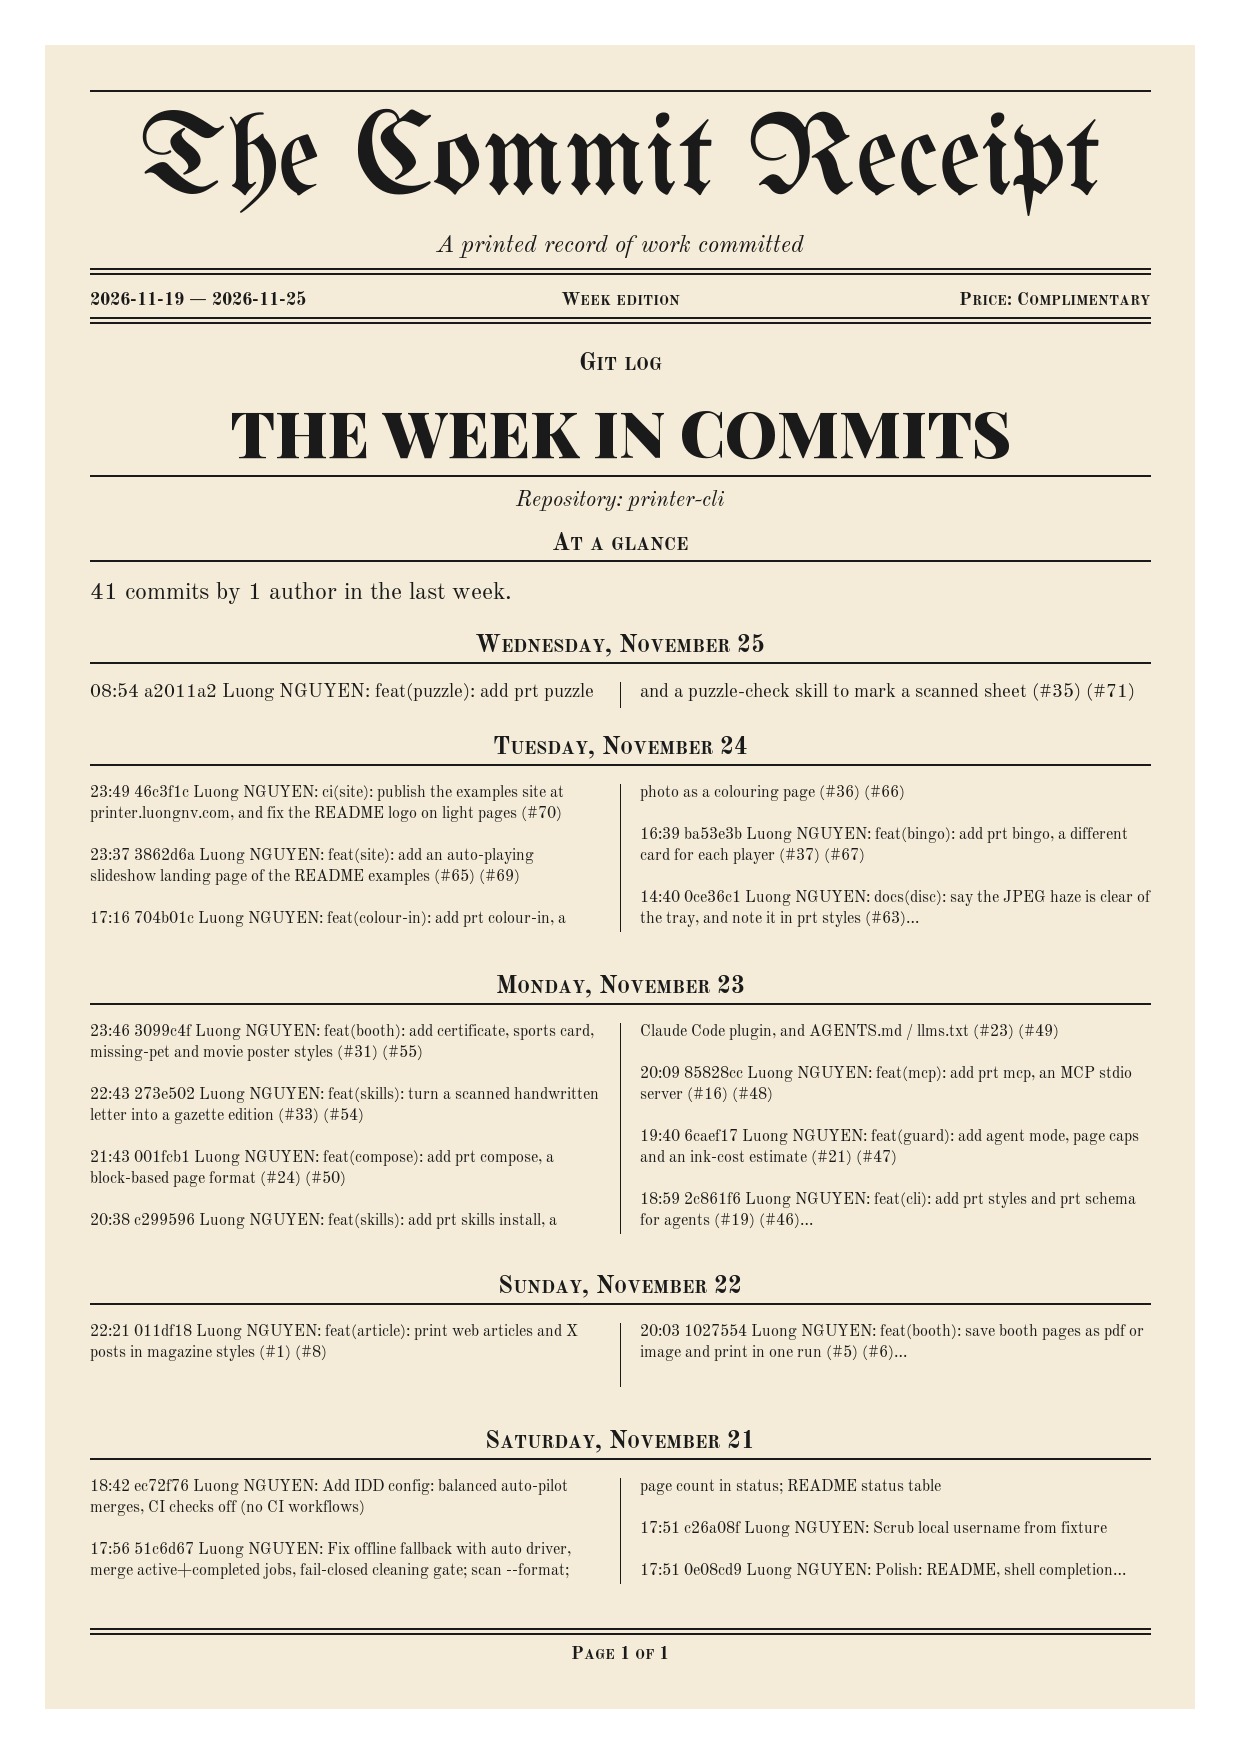 The Commit Receipt
A printed record of work committed
2026-11-19 — 2026-11-25
Week edition
Price: Complimentary
Git log
THE WEEK IN COMMITS
Repository: printer-cli
At a glance
41 commits by 1 author in the last week.
Wednesday, November 25
08:54 a2011a2 Luong NGUYEN: feat(puzzle): add prt puzzle
and a puzzle-check skill to mark a scanned sheet (#35) (#71)
Tuesday, November 24
23:49 46c3f1c Luong NGUYEN: ci(site): publish the examples site at
printer.luongnv.com, and fix the README logo on light pages (#70)
23:37 3862d6a Luong NGUYEN: feat(site): add an auto-playing
slideshow landing page of the README examples (#65) (#69)
17:16 704b01c Luong NGUYEN: feat(colour-in): add prt colour-in, a
photo as a colouring page (#36) (#66)
16:39 ba53e3b Luong NGUYEN: feat(bingo): add prt bingo, a different
card for each player (#37) (#67)
14:40 0ce36c1 Luong NGUYEN: docs(disc): say the JPEG haze is clear of
the tray, and note it in prt styles (#63)...
Monday, November 23
23:46 3099c4f Luong NGUYEN: feat(booth): add certificate, sports card,
missing-pet and movie poster styles (#31) (#55)
22:43 273e502 Luong NGUYEN: feat(skills): turn a scanned handwritten
letter into a gazette edition (#33) (#54)
21:43 001fcb1 Luong NGUYEN: feat(compose): add prt compose, a
block-based page format (#24) (#50)
20:38 c299596 Luong NGUYEN: feat(skills): add prt skills install, a
Claude Code plugin, and AGENTS.md / llms.txt (#23) (#49)
20:09 85828cc Luong NGUYEN: feat(mcp): add prt mcp, an MCP stdio
server (#16) (#48)
19:40 6caef17 Luong NGUYEN: feat(guard): add agent mode, page caps
and an ink-cost estimate (#21) (#47)
18:59 2c861f6 Luong NGUYEN: feat(cli): add prt styles and prt schema
for agents (#19) (#46)...
Sunday, November 22
22:21 011df18 Luong NGUYEN: feat(article): print web articles and X
posts in magazine styles (#1) (#8)
20:03 1027554 Luong NGUYEN: feat(booth): save booth pages as pdf or
image and print in one run (#5) (#6)...
Saturday, November 21
18:42 ec72f76 Luong NGUYEN: Add IDD config: balanced auto-pilot
merges, CI checks off (no CI workflows)
17:56 51c6d67 Luong NGUYEN: Fix offline fallback with auto driver,
merge active+completed jobs, fail-closed cleaning gate; scan --format;
page count in status; README status table
17:51 c26a08f Luong NGUYEN: Scrub local username from fixture
17:51 0e08cd9 Luong NGUYEN: Polish: README, shell completion...
Page 1 of 1